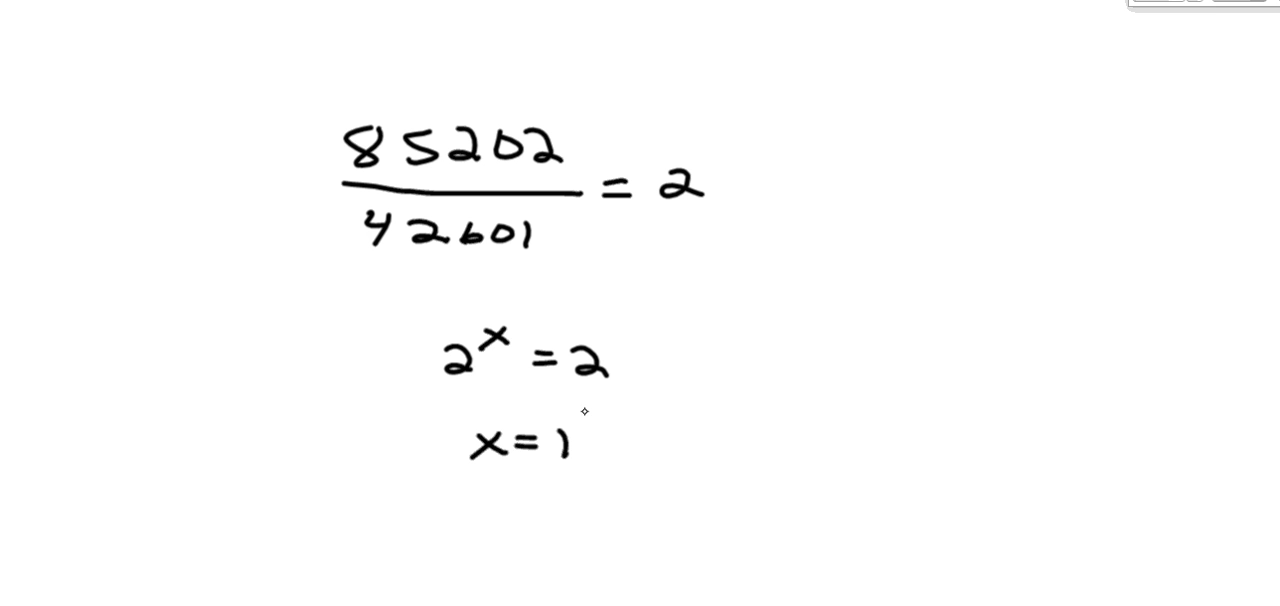 85202
42601 = 2
2^x = 2
x = 1